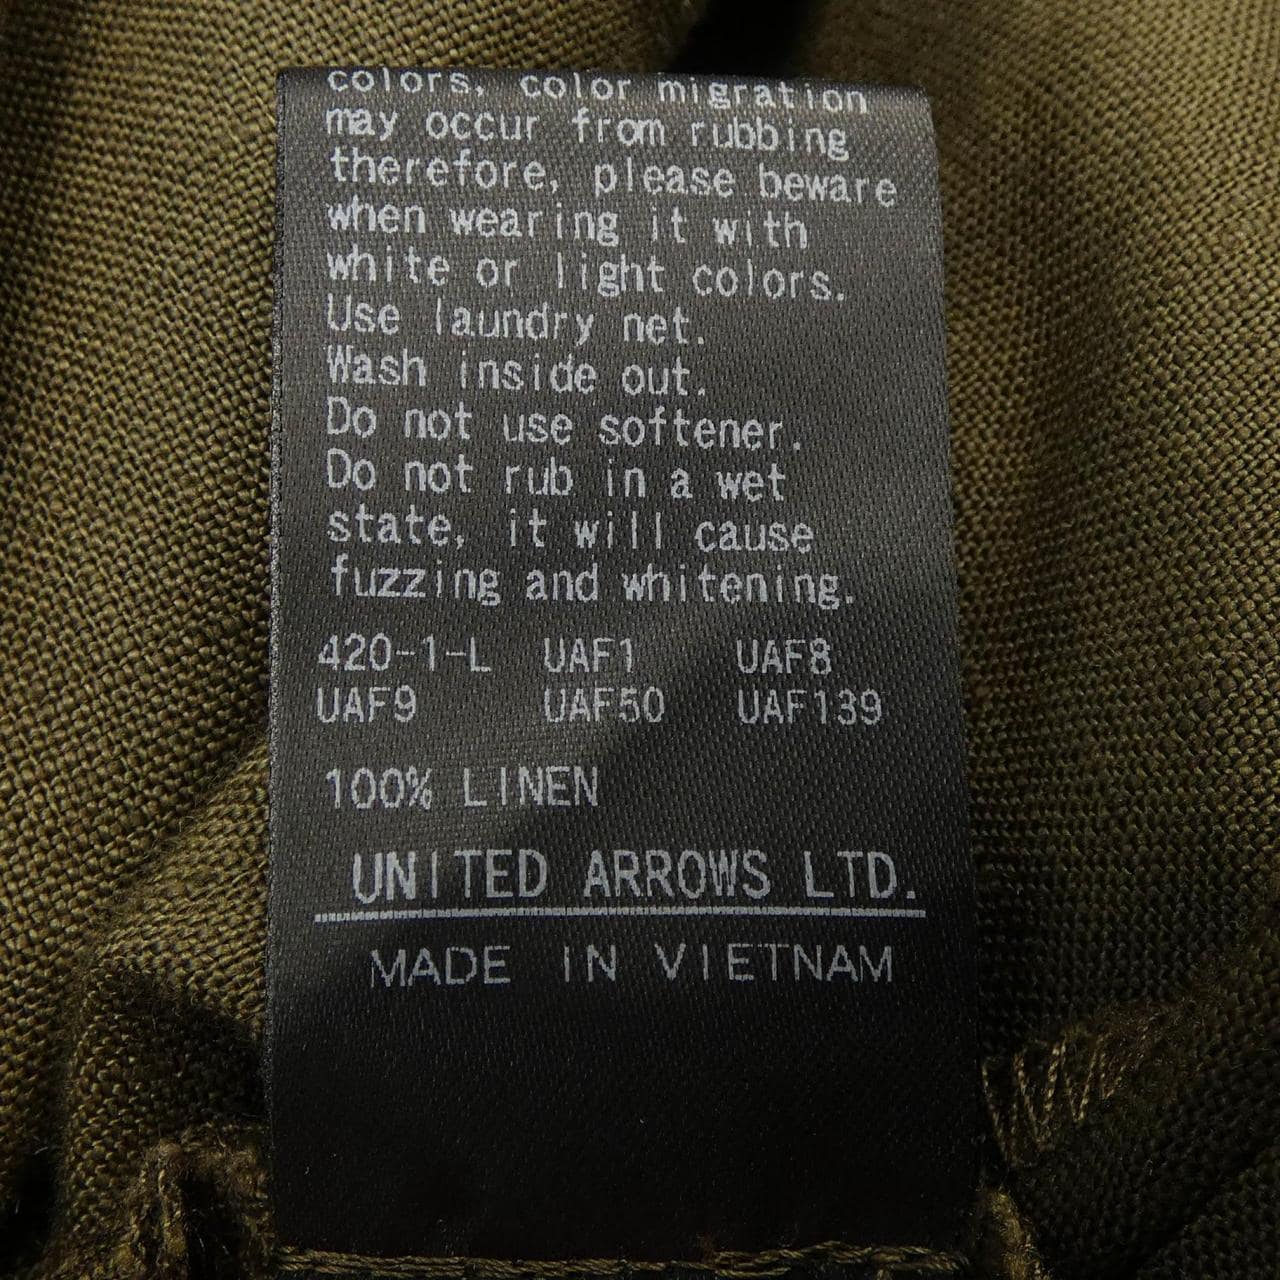 colors, color migration
may occur from rubbing
therefore, please beware
when wearing it with
white or light colors.
Use laundry net.
Wash inside out.
Do not use softener.
Do not rub in a wet
state, it will cause
fuzzing and whitening.
420-1-L UAF1 UAF8
UAF9 UAF50 UAF139
100% LINEN
UNITED ARROWS LTD.
MADE IN VIETNAM